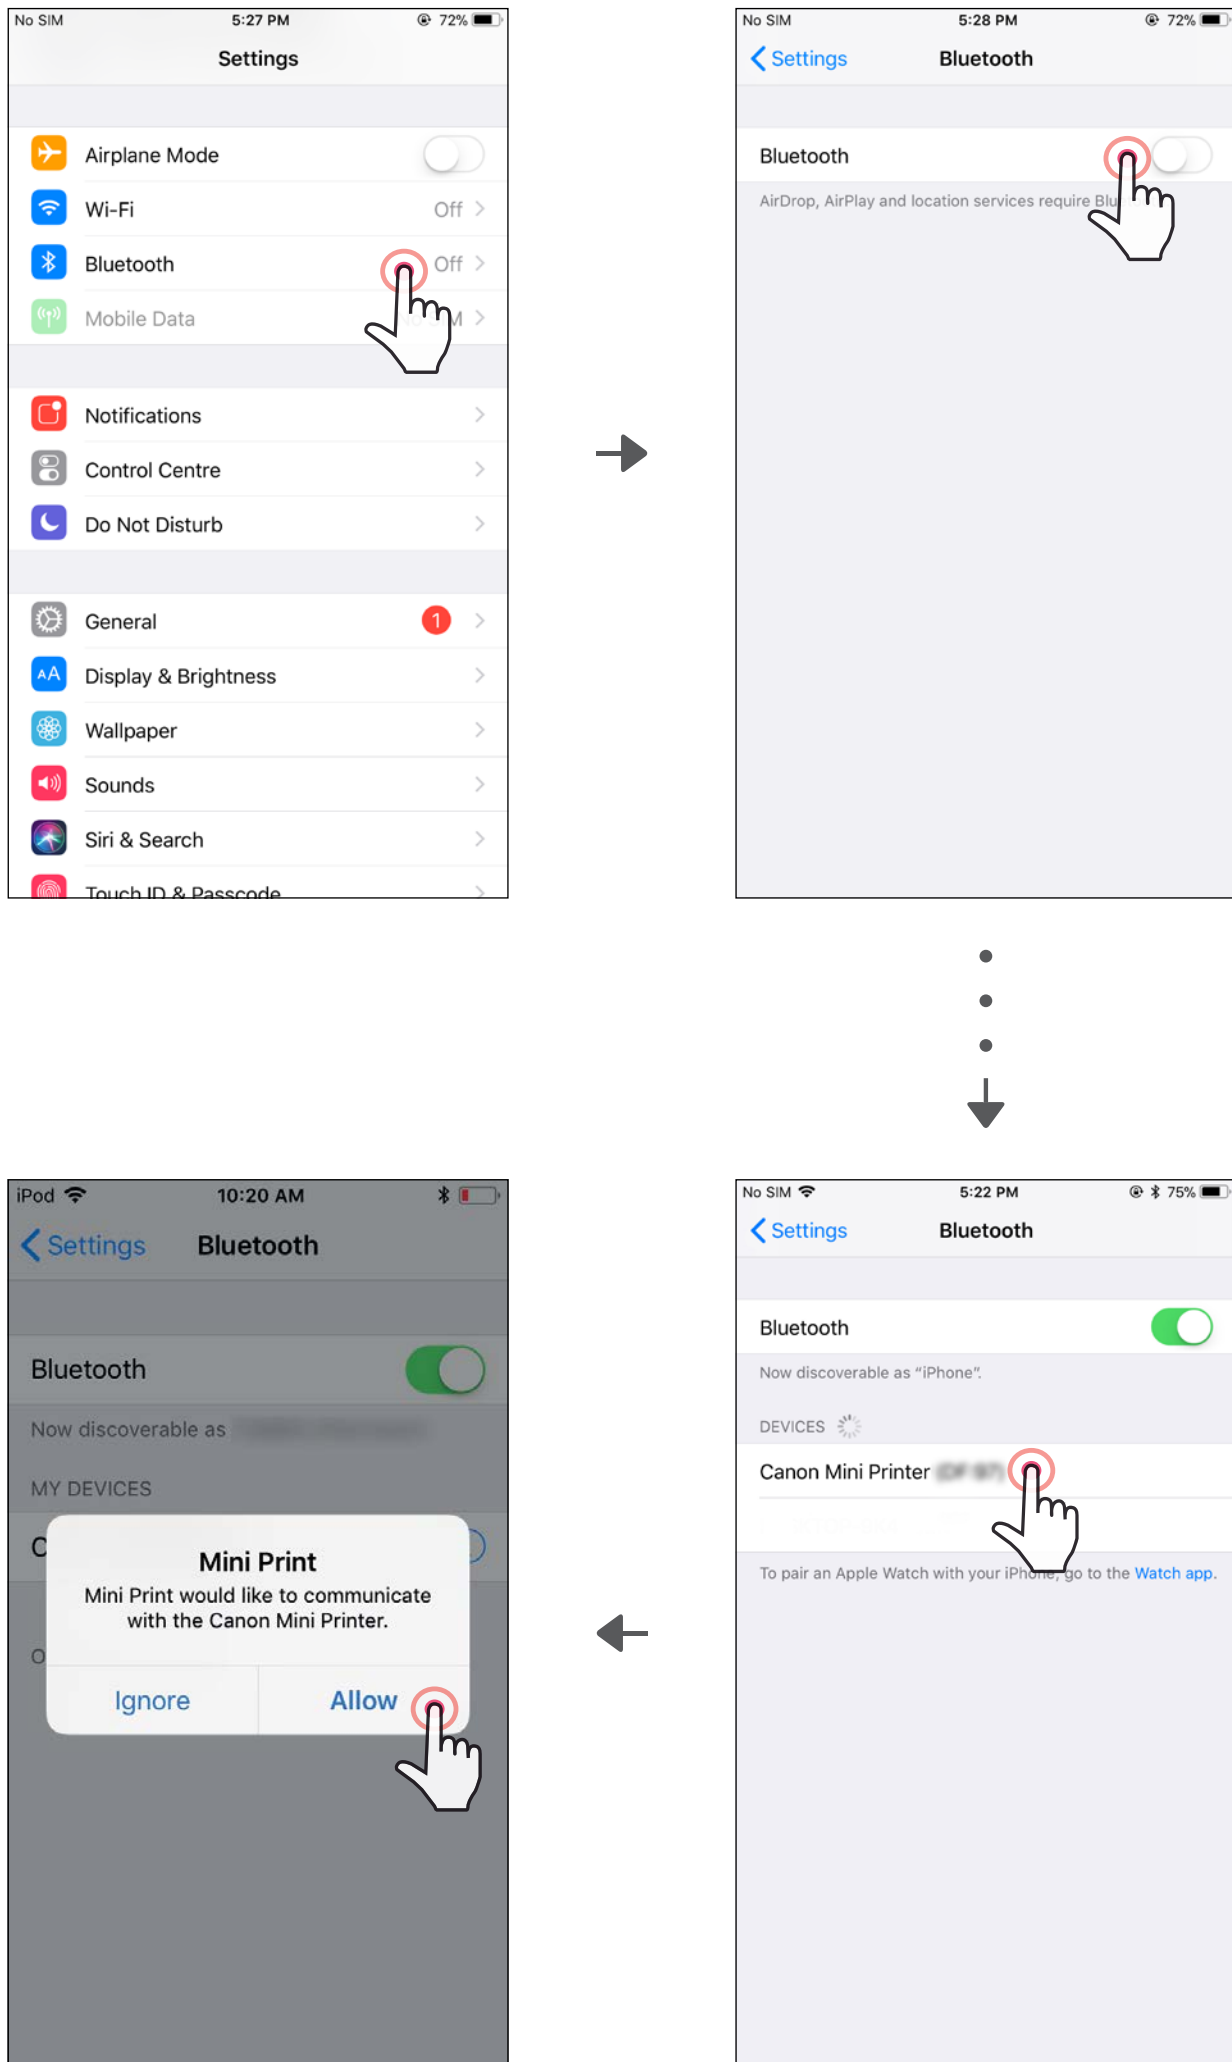 No SIM 5:27 PM 72%
Settings
Airplane Mode
Wi-Fi Off
Bluetooth Off
Mobile Data
Notifications
Control Centre
Do Not Disturb
General 1
AA Display & Brightness
Wallpaper
Sounds
Siri & Search
Touch ID & Passcode
No SIM 5:28 PM 72%
Settings Bluetooth
Bluetooth
AirDrop, AirPlay and location services require
No SIM 5:22 PM 75%
Settings Bluetooth
Bluetooth
Now discoverable as “iPhone”.
DEVICES
Canon Mini Printer
To pair an Apple Watch with your iPhone, go to the Watch app.
iPod 10:20 AM
Settings Bluetooth
Bluetooth
Now discoverable as
MY DEVICES
Mini Print
Mini Print would like to communicate
with the Canon Mini Printer.
Ignore Allow